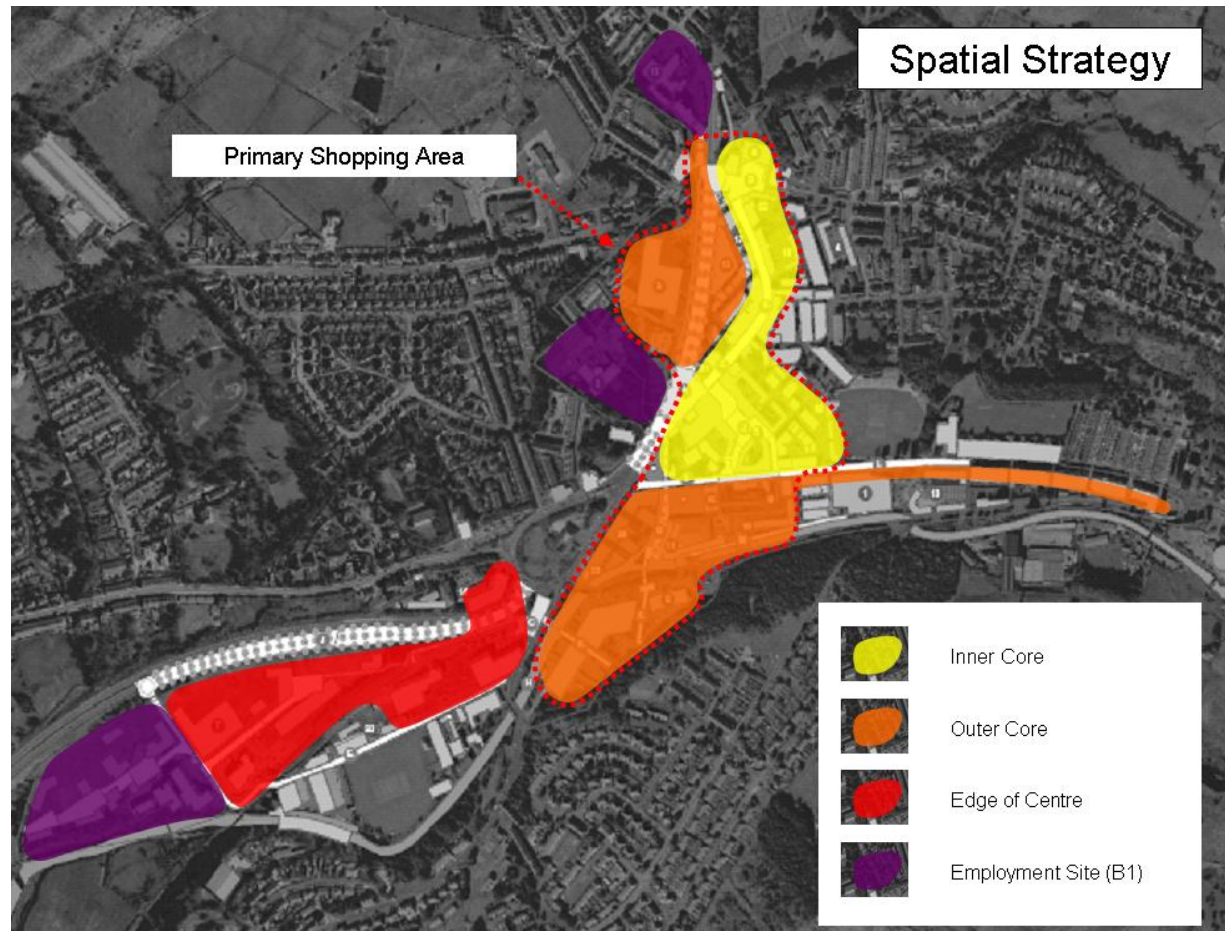 Spatial Strategy
Primary Shopping Area
Inner Core
Outer Core
Edge of Centre
Employment Site (B1)